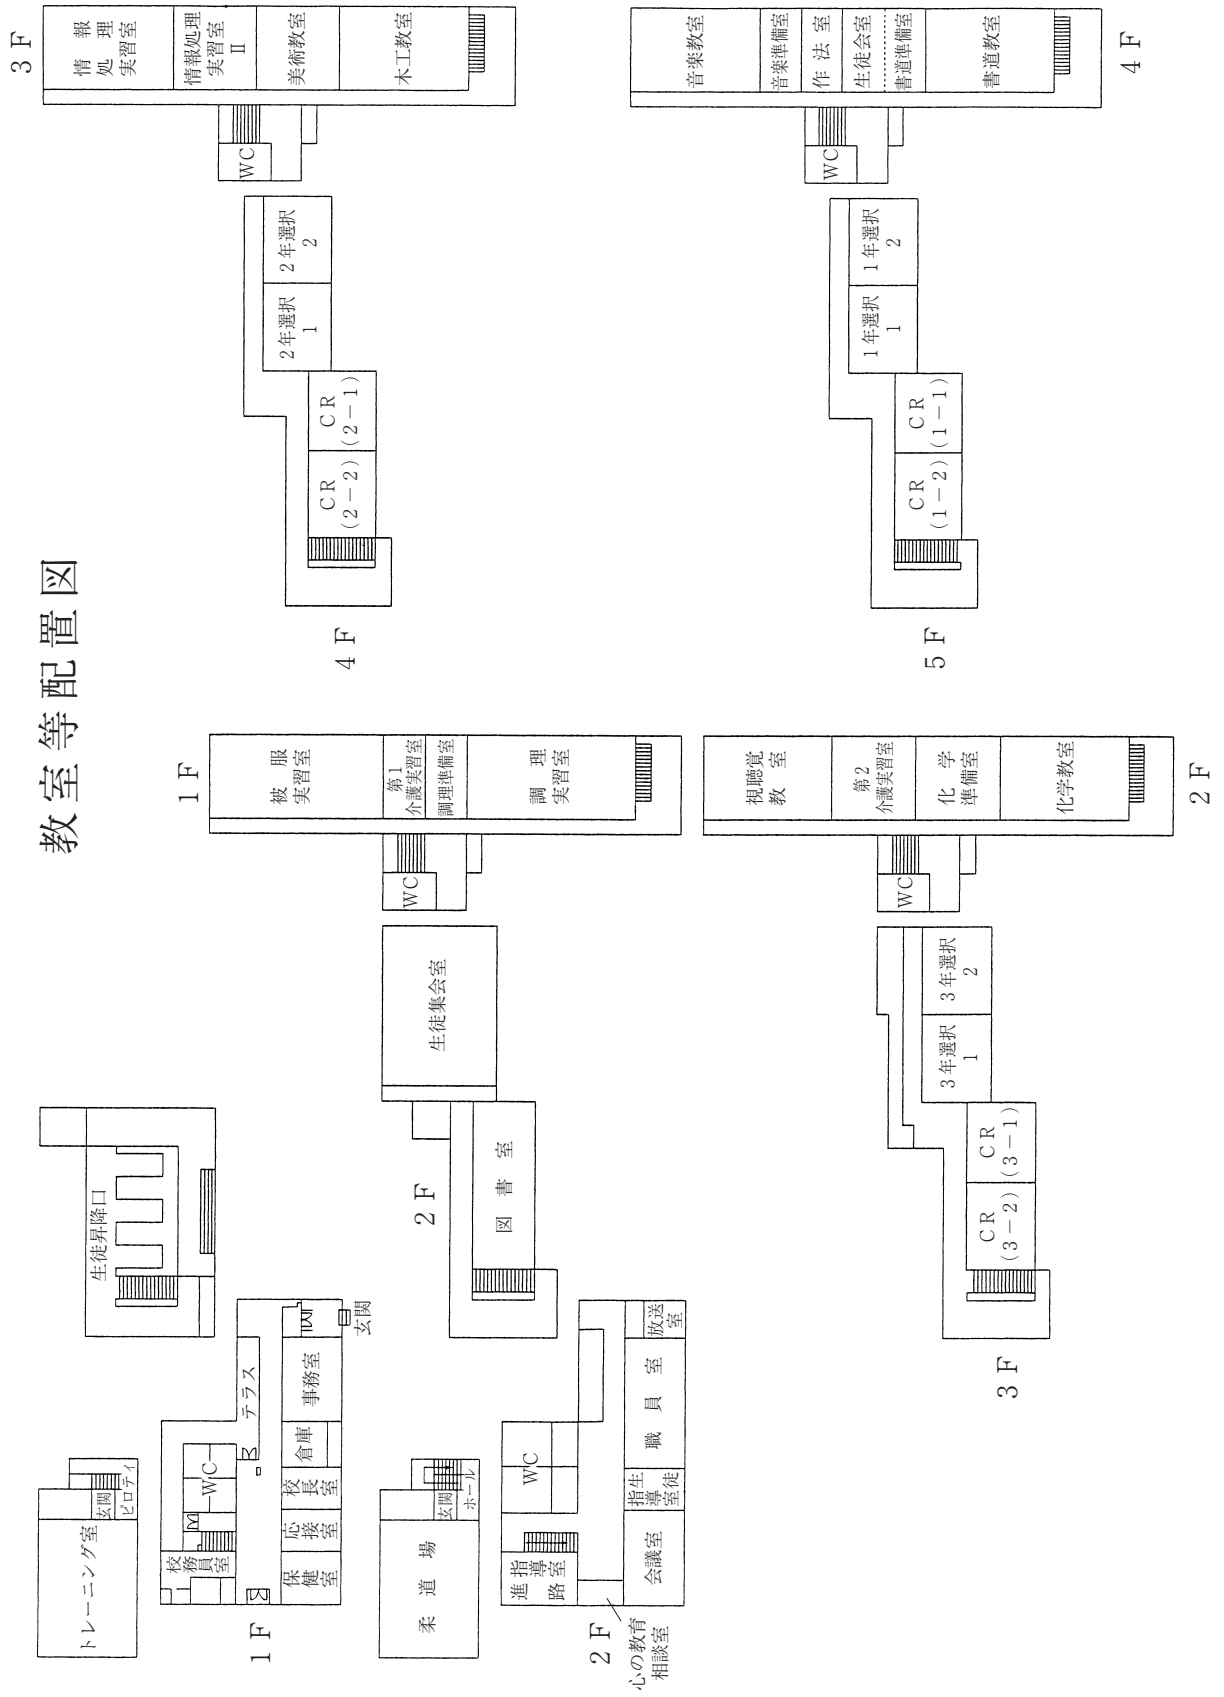 教室等配置図
トレーニング室
玄関
ピロティ
生徒昇降口
校務員室
WC
テラス
保健室
応接室
校長室
倉庫
事務室
玄関
1F
柔道場
玄関
ホール
進路
指導室
WC
会議室
生徒
指導室
職員室
放送室
心の教育
相談室
2F
図書室
生徒集会室
2F
WC
被服
実習室
第1
介護実習室
調理準備室
調理
実習室
1F
CR
(3-2)
CR
(3-1)
3年選択
1
3年選択
2
3F
WC
視聴覚
教室
第2
介護実習室
化学
準備室
化学教室
2F
CR
(2-2)
CR
(2-1)
2年選択
1
2年選択
2
4F
WC
情報
処理
実習室
情報処理
実習室
II
美術教室
木工教室
3F
CR
(1-2)
CR
(1-1)
1年選択
1
1年選択
2
5F
WC
音楽教室
音楽準備室
作法室
生徒会室
書道準備室
書道教室
4F